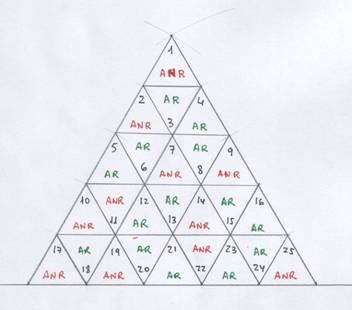 1
ANR
2 AR 4
ANR 3 AR
5 AR 7 AR 9
AR 6 ANR 8 ANR
10 ANR 12 AR 14 AR 16
ANR 11 AR 13 ANR 15 AR
17 AR 19 AR 21 ANR 23 AR 25
ANR 18 ANR 20 AR 22 AR 24 ANR